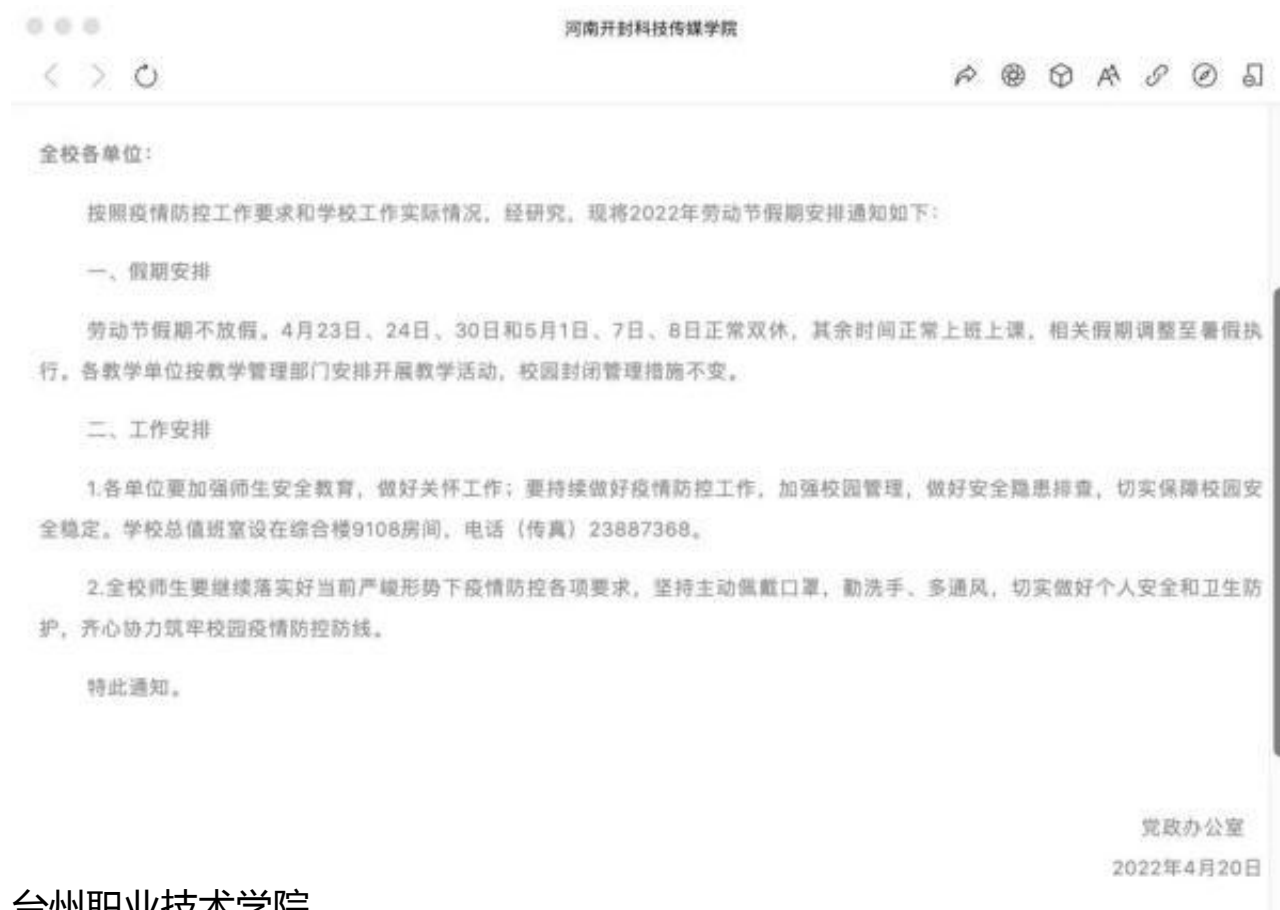 河南开封科技传媒学院
全校各单位：
按照疫情防控工作要求和学校工作实际情况，经研究，现将2022年劳动节假期安排通知如下：
一、假期安排
劳动节假期不放假。4月23日、24日、30日和5月1日、7日、8日正常双休，其余时间正常上班上课，相关假期调整至暑假执
行。各教学单位按教学管理部门安排开展教学活动，校园封闭管理措施不变。
二、工作安排
1.各单位要加强师生安全教育，做好关怀工作；要持续做好疫情防控工作，加强校园管理，做好安全隐患排查，切实保障校园安
全稳定。学校总值班室设在综合楼9108房间，电话（传真）23887368。
2.全校师生要继续落实好当前严峻形势下疫情防控各项要求，坚持主动佩戴口罩，勤洗手、多通风，切实做好个人安全和卫生防
护，齐心协力筑牢校园疫情防控防线。
特此通知。
党政办公室
2022年4月20日
台州职业技术学院